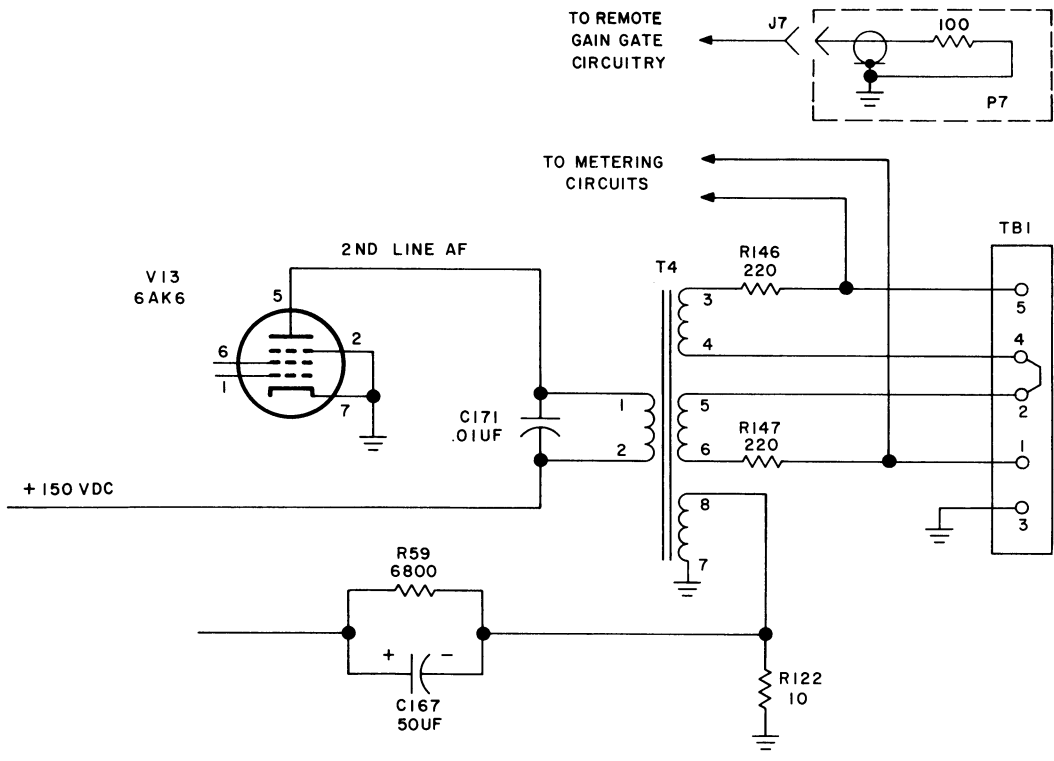 TO REMOTE
GAIN GATE
CIRCUITRY
J7
100
P7
TO METERING
CIRCUITS
TB1
2ND LINE AF
V13
6AK6
5
2
6
1
7
T4
R146
220
3
4
5
4
2
1
3
C171
.01UF
1
2
5
6
R147
220
8
7
+150 VDC
R59
6800
+
−
C167
50UF
R122
10